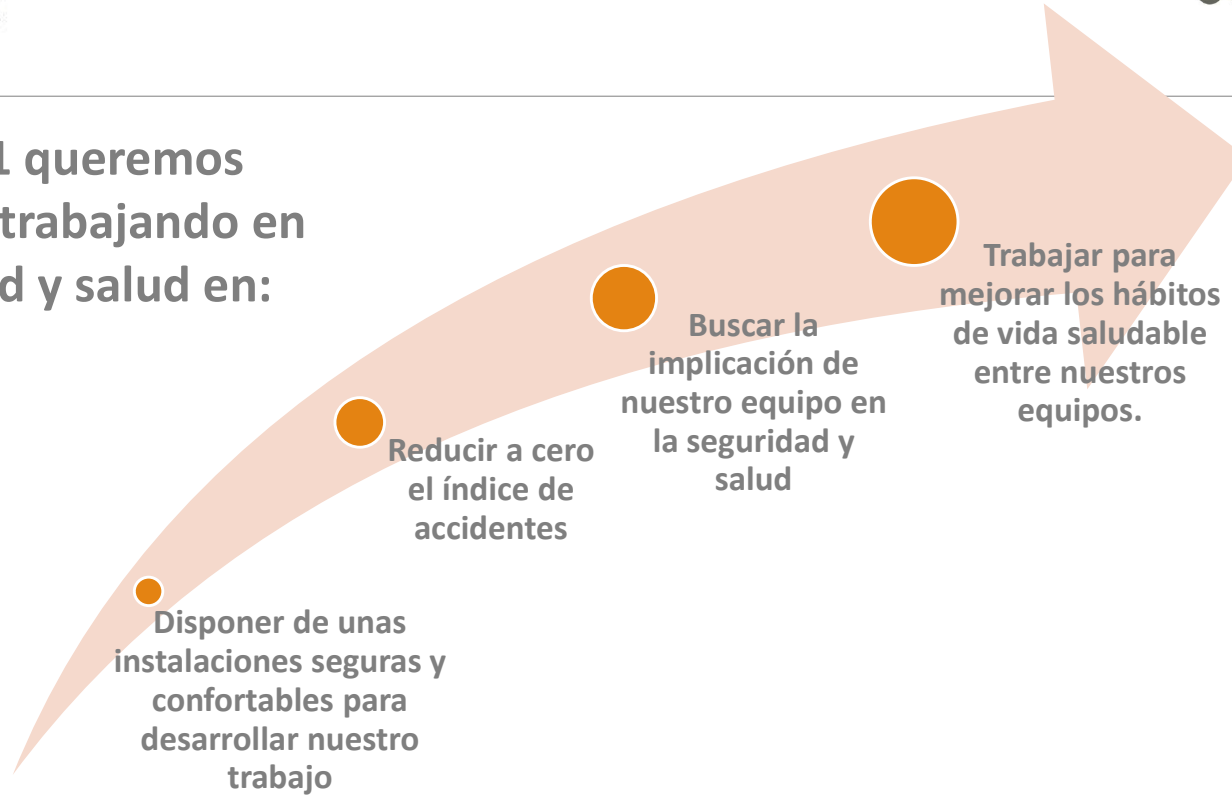 1 queremos
trabajando en
d y salud en:
Trabajar para
mejorar los hábitos
de vida saludable
entre nuestros
equipos.
Buscar la
implicación de
nuestro equipo en
la seguridad y
salud
Reducir a cero
el índice de
accidentes
Disponer de unas
instalaciones seguras y
confortables para
desarrollar nuestro
trabajo